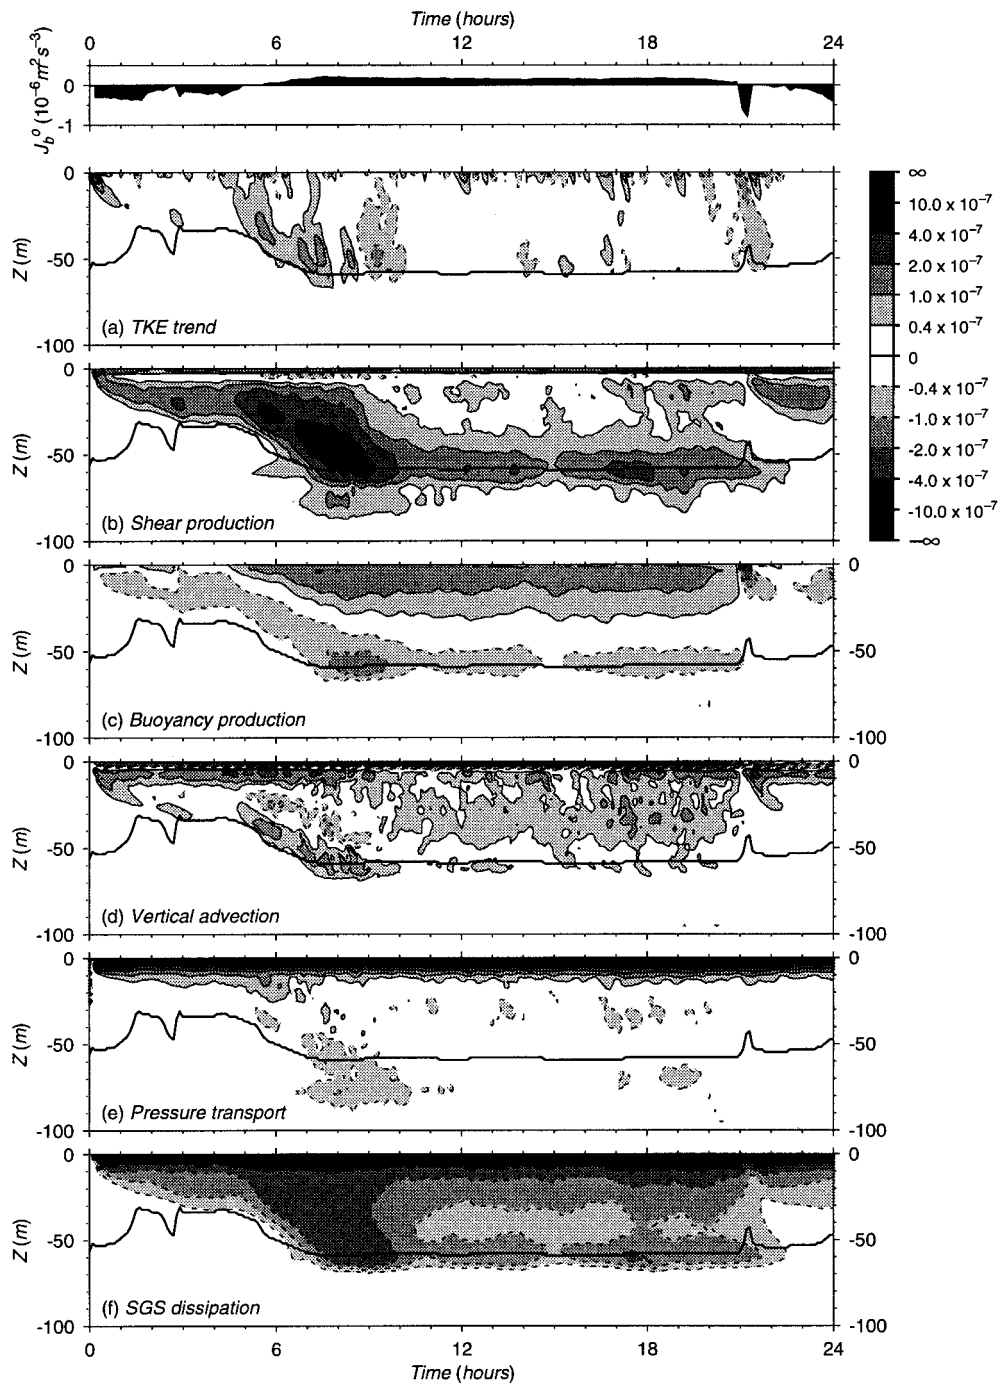 Time (hours)
0 6 12 18 24
J_b^o (10^-6 m^2 s^-3)
0
-1
Z (m)
0
-50
-100
(a) TKE trend
∞
10.0 x 10^-7
4.0 x 10^-7
2.0 x 10^-7
1.0 x 10^-7
0.4 x 10^-7
0
-0.4 x 10^-7
-1.0 x 10^-7
-2.0 x 10^-7
-4.0 x 10^-7
-10.0 x 10^-7
-∞
Z (m)
0
-50
-100
(b) Shear production
Z (m)
0 0
-50 -50
-100 -100
(c) Buoyancy production
Z (m)
0 0
-50 -50
-100 -100
(d) Vertical advection
Z (m)
0 0
-50 -50
-100 -100
(e) Pressure transport
Z (m)
0 0
-50 -50
-100 -100
(f) SGS dissipation
0 6 12 18 24
Time (hours)